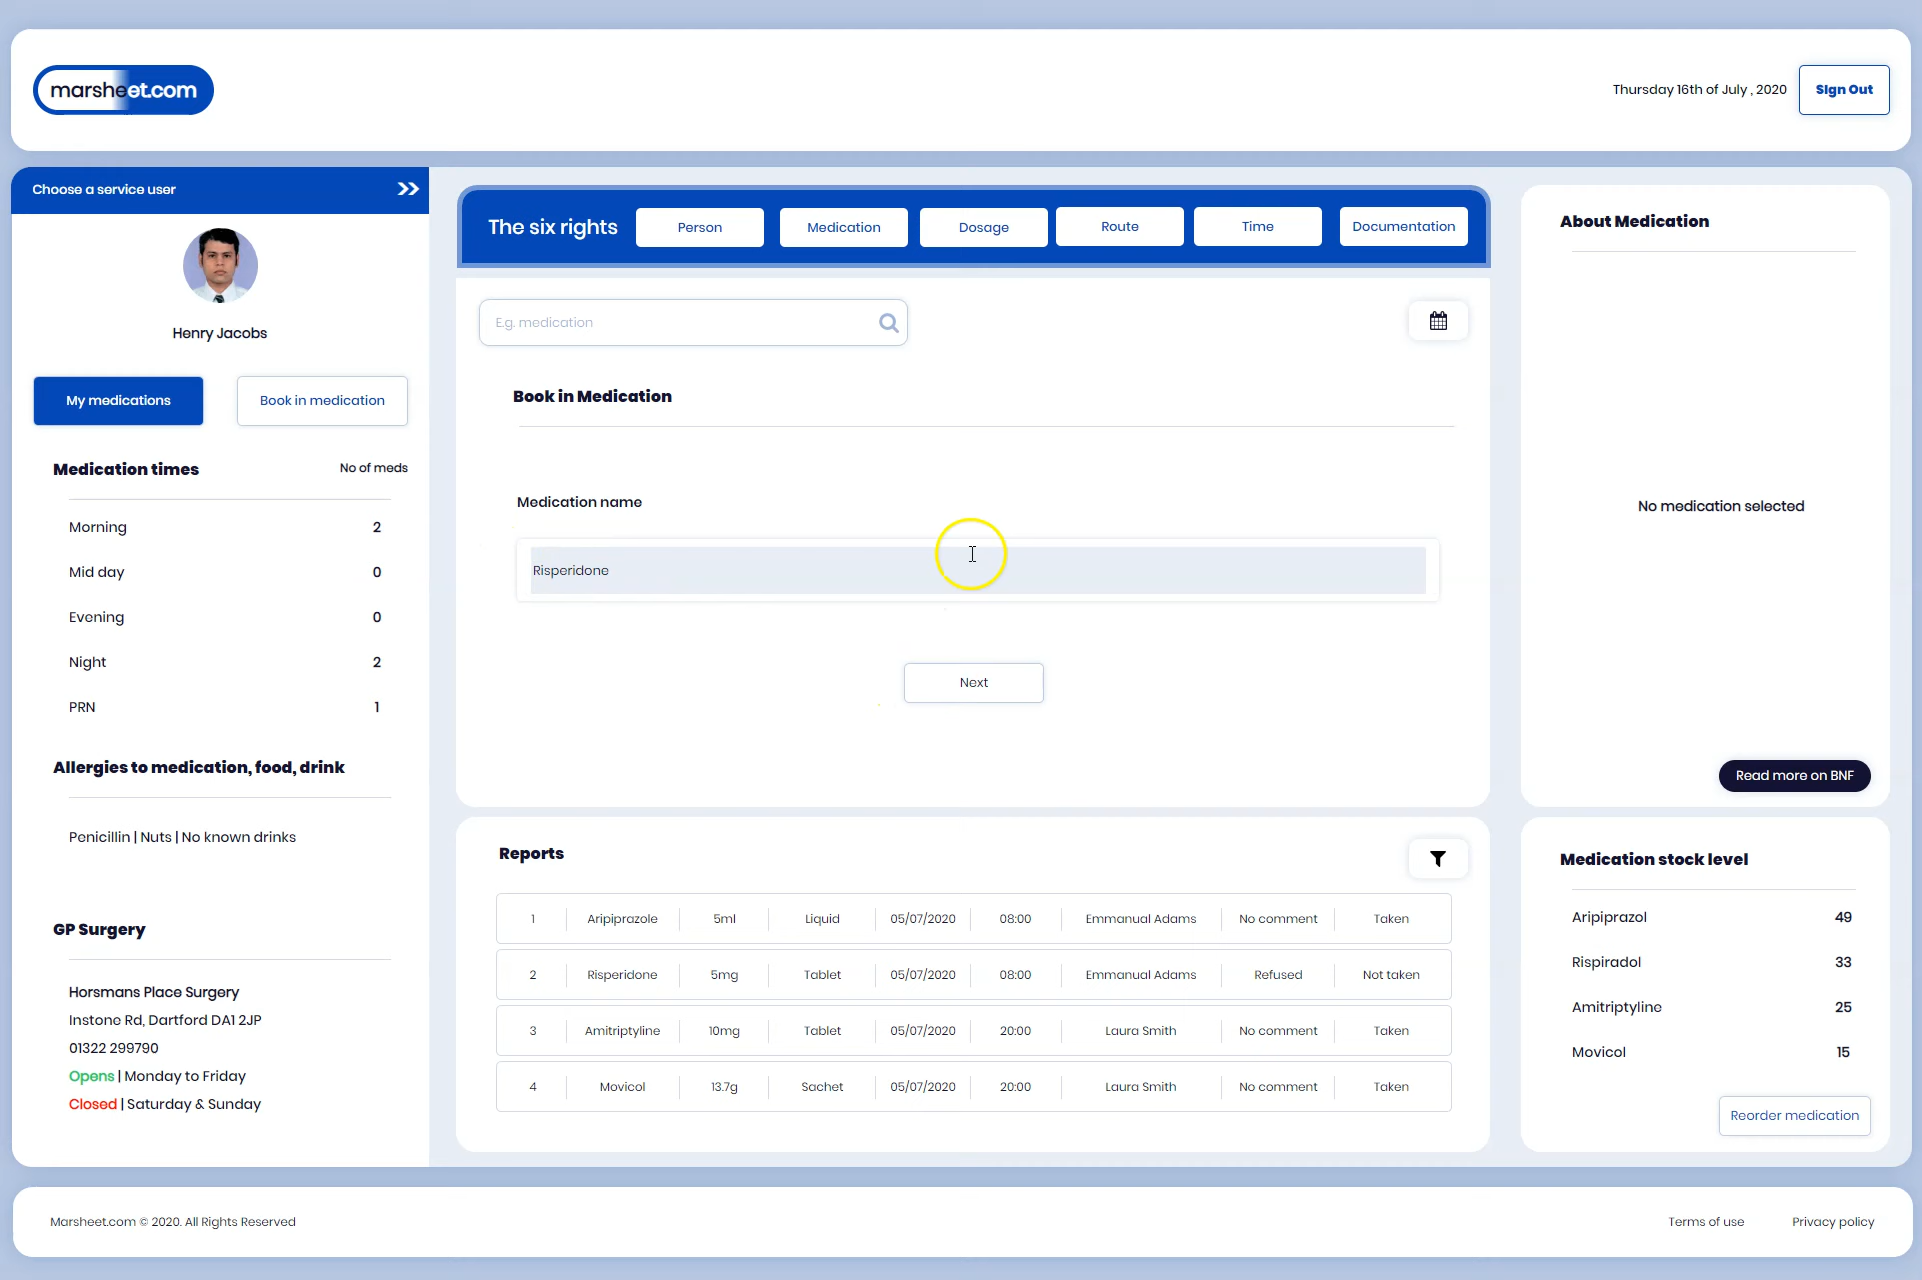 marsheet.com
Thursday 16th of July , 2020
SIgn Out
Choose a service user
Henry Jacobs
My medications
Book in medication
Medication times
No of meds
Morning 2
Mid day 0
Evening 0
Night 2
PRN 1
Allergies to medication, food, drink
Penicillin | Nuts | No known drinks
GP Surgery
Horsmans Place Surgery
Instone Rd, Dartford DA1 2JP
01322 299790
Opens | Monday to Friday
Closed | Saturday & Sunday
The six rights
Person
Medication
Dosage
Route
Time
Documentation
E.g. medication
Book in Medication
Medication name
Risperidone
Next
Reports
1 Aripiprazole 5ml Liquid 05/07/2020 08:00 Emmanual Adams No comment Taken
2 Risperidone 5mg Tablet 05/07/2020 08:00 Emmanual Adams Refused Not taken
3 Amitriptyline 10mg Tablet 05/07/2020 20:00 Laura Smith No comment Taken
4 Movicol 13.7g Sachet 05/07/2020 20:00 Laura Smith No comment Taken
About Medication
No medication selected
Read more on BNF
Medication stock level
Aripiprazol 49
Rispiradol 33
Amitriptyline 25
Movicol 15
Reorder medication
Marsheet.com © 2020. All Rights Reserved
Terms of use
Privacy policy